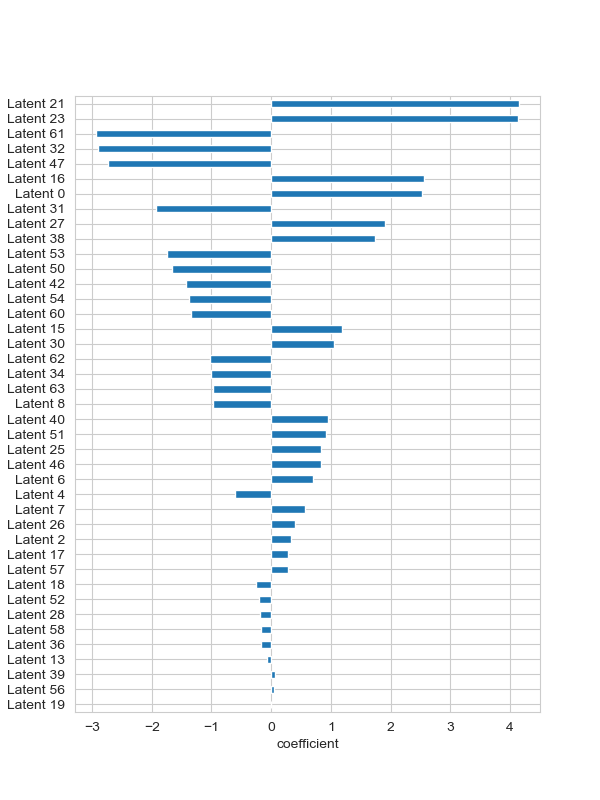 Latent 21
Latent 23
Latent 61
Latent 32
Latent 47
Latent 16
Latent 0
Latent 31
Latent 27
Latent 38
Latent 53
Latent 50
Latent 42
Latent 54
Latent 60
Latent 15
Latent 30
Latent 62
Latent 34
Latent 63
Latent 8
Latent 40
Latent 51
Latent 25
Latent 46
Latent 6
Latent 4
Latent 7
Latent 26
Latent 2
Latent 17
Latent 57
Latent 18
Latent 52
Latent 28
Latent 58
Latent 36
Latent 13
Latent 39
Latent 56
Latent 19
−3 −2 −1 0 1 2 3 4
coefficient